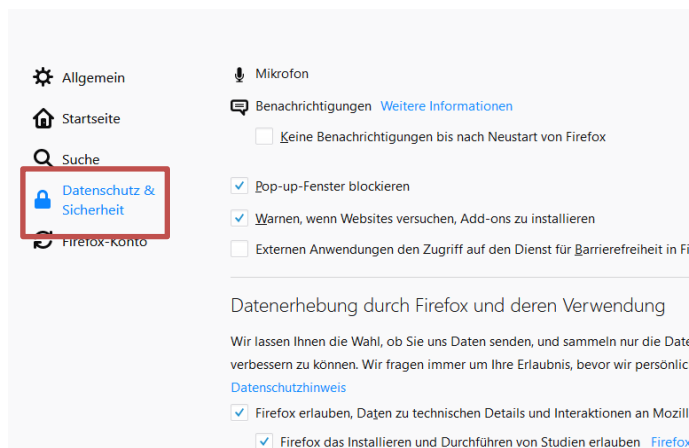 Allgemein
Startseite
Suche
Datenschutz &
Sicherheit
Firefox-Konto
Mikrofon
Benachrichtigungen Weitere Informationen
Keine Benachrichtigungen bis nach Neustart von Firefox
Pop-up-Fenster blockieren
Warnen, wenn Websites versuchen, Add-ons zu installieren
Externen Anwendungen den Zugriff auf den Dienst für Barrierefreiheit in
Datenerhebung durch Firefox und deren Verwendung
Wir lassen Ihnen die Wahl, ob Sie uns Daten senden, und sammeln nur die
verbessern zu können. Wir fragen immer um Ihre Erlaubnis, bevor wir
Datenschutzhinweis
Firefox erlauben, Daten zu technischen Details und Interaktionen an
Firefox das Installieren und Durchführen von Studien erlauben Firefox